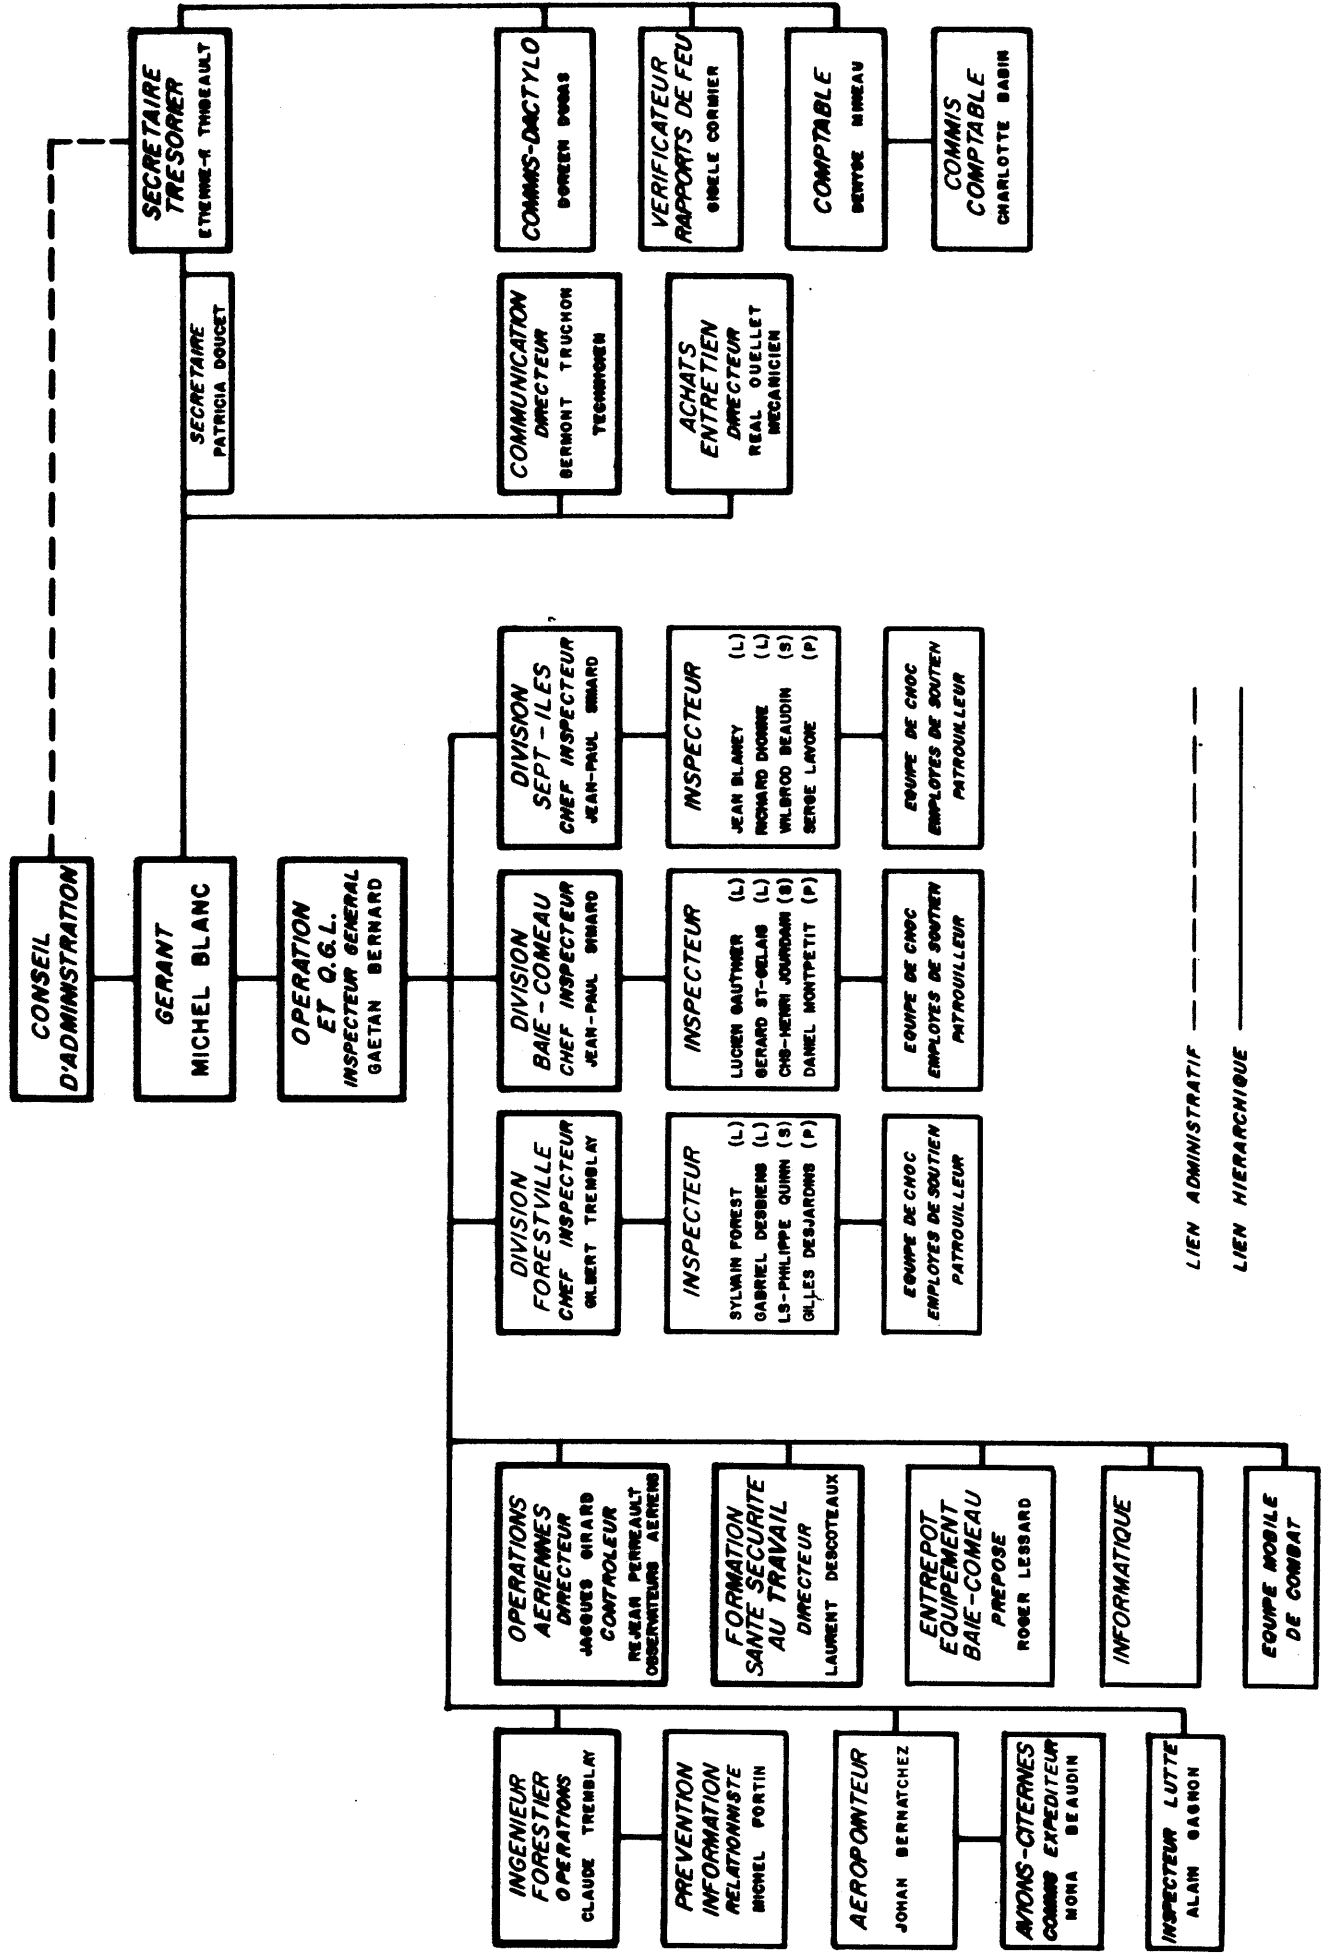 CONSEIL
D'ADMINISTRATION
GERANT
MICHEL BLANC
OPERATION
ET Q.G.L.
INSPECTEUR GENERAL
GAETAN BERNARD
SECRETAIRE
TRESORIER
ETIENNE-R THIBEAULT
SECRETAIRE
PATRICIA DOUCET
INGENIEUR
FORESTIER
OPERATIONS
CLAUDE TREMBLAY
PREVENTION
INFORMATION
RELATIONNISTE
MICHEL FORTIN
AEROPOINTEUR
JOHAN BERNATCHEZ
AVIONS-CITERNES
COMMIS EXPEDITEUR
MONA BEAUDIN
INSPECTEUR LUTTE
ALAIN GAGNON
OPERATIONS
AERIENNES
DIRECTEUR
JACQUES GIRARD
CONTROLEUR
REJEAN PERREAULT
OBSERVATEURS AERIENS
FORMATION
SANTE SECURITE
AU TRAVAIL
DIRECTEUR
LAURENT DESCOTEAUX
ENTREPOT
EQUIPEMENT
BAIE-COMEAU
PREPOSE
ROGER LESSARD
INFORMATIQUE
EQUIPE MOBILE
DE COMBAT
DIVISION
FORESTVILLE
CHEF INSPECTEUR
GILBERT TREMBLAY
INSPECTEUR
SYLVAIN FOREST (L)
GABRIEL DESBIENS (L)
LS-PHILIPPE QUINN (S)
GILLES DESJARDINS (P)
EQUIPE DE CHOC
EMPLOYES DE SOUTIEN
PATROUILLEUR
DIVISION
BAIE-COMEAU
CHEF INSPECTEUR
JEAN-PAUL SIMARD
INSPECTEUR
LUCIEN GAUTHIER (L)
GERARD ST-GELAIS (L)
CHS-HENRI JOURDAIN (S)
DANIEL MONTPETIT (P)
EQUIPE DE CHOC
EMPLOYES DE SOUTIEN
PATROUILLEUR
DIVISION
SEPT-ILES
CHEF INSPECTEUR
JEAN-PAUL SIMARD
INSPECTEUR
JEAN BLANEY (L)
RICHARD DIONNE (L)
WILBROD BEAUDIN (S)
SERGE LAVOIE (P)
EQUIPE DE CHOC
EMPLOYES DE SOUTIEN
PATROUILLEUR
COMMUNICATION
DIRECTEUR
BERMONT TRUCHON
TECHNICIEN
ACHATS
ENTRETIEN
DIRECTEUR
REAL OUELLET
MECANICIEN
COMMIS-DACTYLO
DOREEN DUGAS
VERIFICATEUR
RAPPORTS DE FEU
GISELE CORMIER
COMPTABLE
DENYSE MINEAU
COMMIS
COMPTABLE
CHARLOTTE BABIN
LIEN ADMINISTRATIF
LIEN HIERARCHIQUE